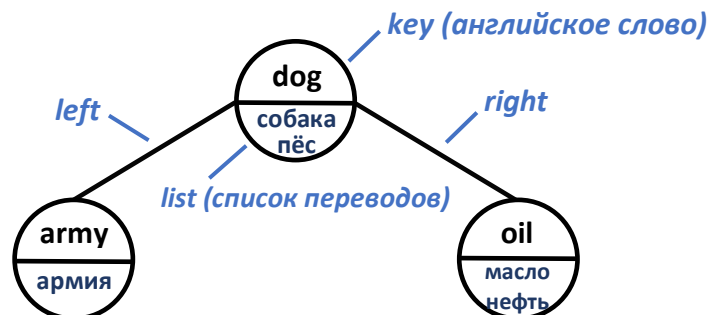 key (английское слово)
dog
left
right
собака
пёс
list (список переводов)
army
oil
армия
масло
нефть